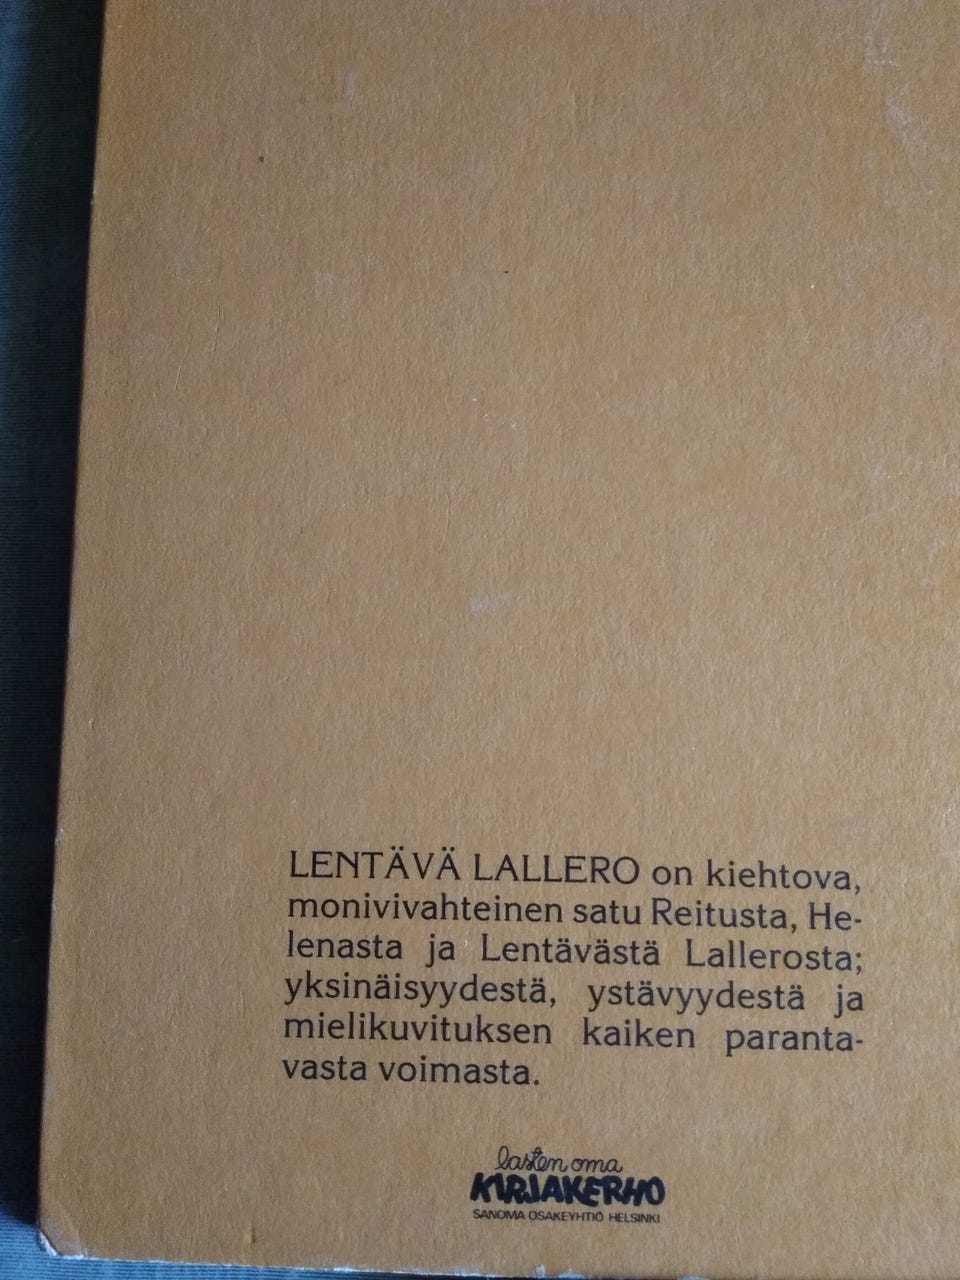 LENTÄVÄ LALLERO on kiehtova,
monivivahteinen satu Reitusta, He-
lenasta ja Lentävästä Lallerosta;
yksinäisyydestä, ystävyydestä ja
mielikuvituksen kaiken paranta-
vasta voimasta.
lasten oma
KIRJAKERHO
SANOMA OSAKEYHTIÖ HELSINKI